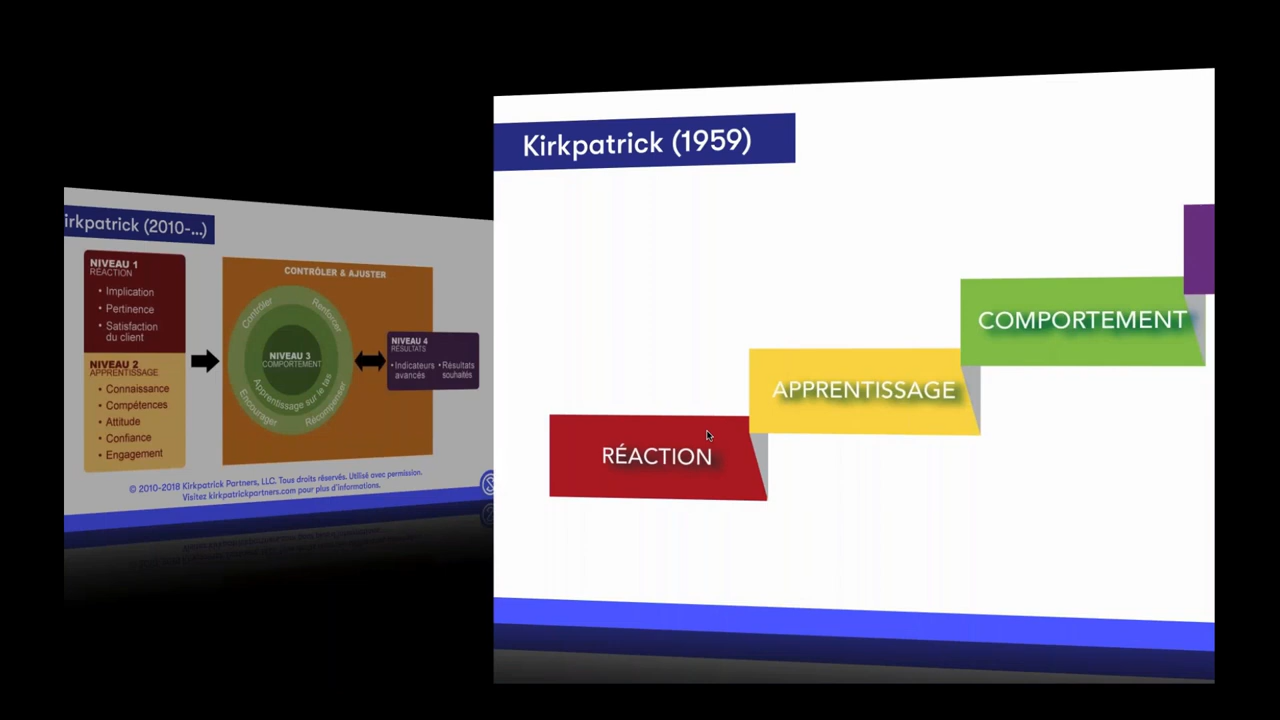 irkpatrick (2010-...)
NIVEAU 1
RÉACTION
• Implication
• Pertinence
• Satisfaction
du client
NIVEAU 2
APPRENTISSAGE
• Connaissance
• Compétences
• Attitude
• Confiance
• Engagement
CONTRÔLER & AJUSTER
Contrôler
Renforcer
NIVEAU 3
COMPORTEMENT
Apprentissage sur le tas
Encourager
Récompenser
NIVEAU 4
RÉSULTATS
• Indicateurs
avancés
• Résultats
souhaités
© 2010-2018 Kirkpatrick Partners, LLC. Tous droits réservés. Utilisé avec permission.
Visitez kirkpatrickpartners.com pour plus d'informations.
Kirkpatrick (1959)
COMPORTEMENT
APPRENTISSAGE
RÉACTION